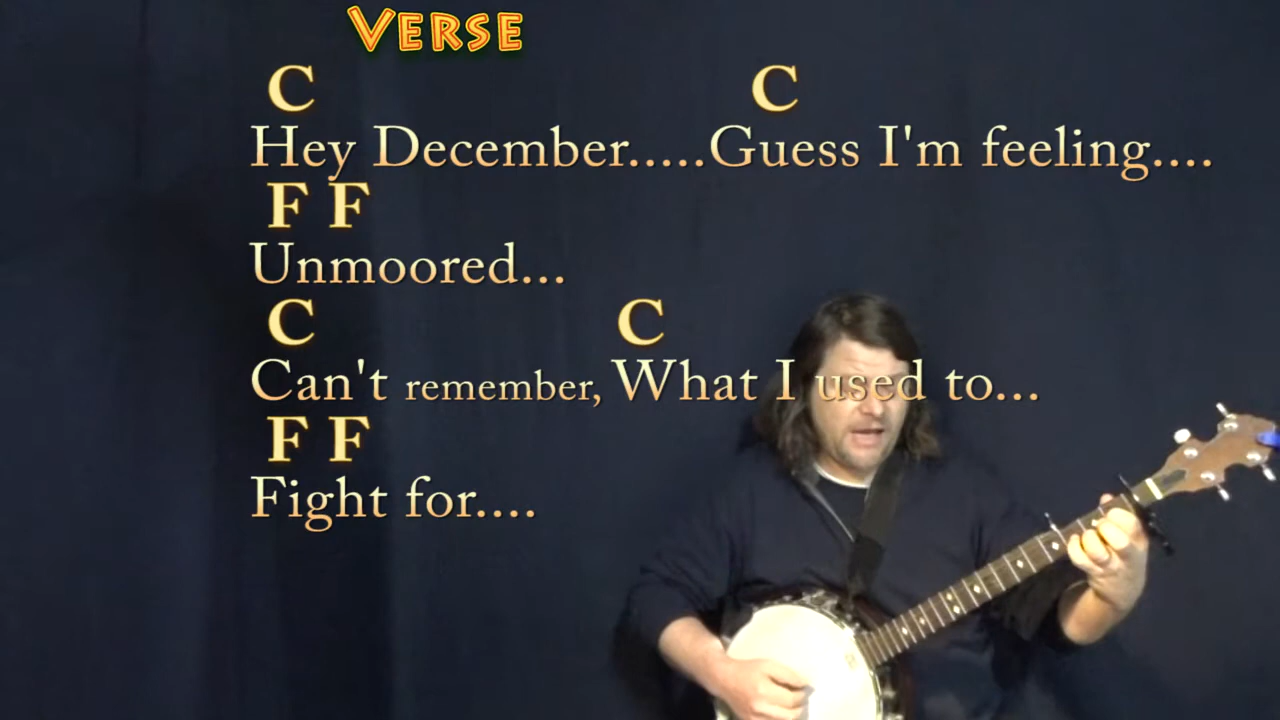 VERSE
C C
Hey December.....Guess I'm feeling....
F F
Unmoored...
C C
Can't remember, What I used to...
F F
Fight for....